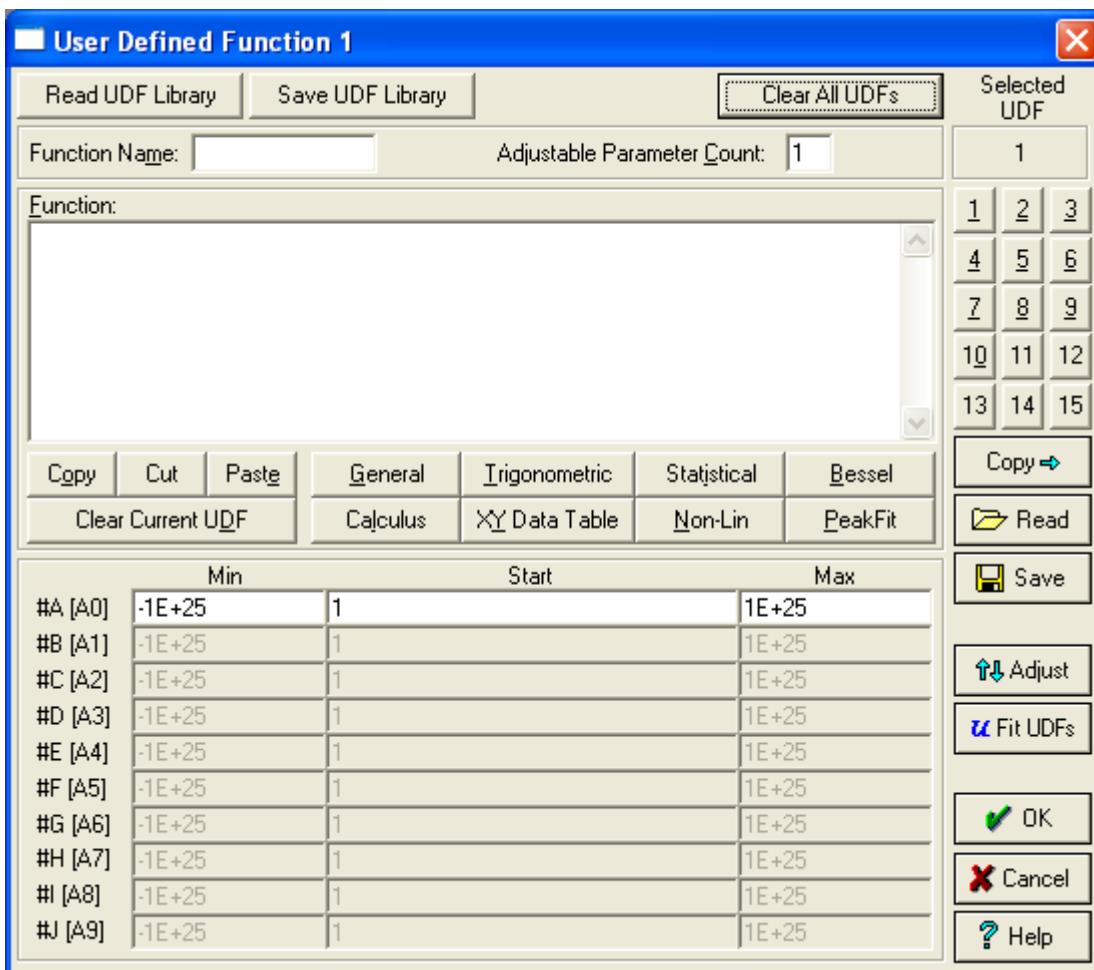 User Defined Function 1
Read UDF Library Save UDF Library Clear All UDFs Selected
UDF
Function Name: Adjustable Parameter Count: 1 1
Function:
1 2 3
4 5 6
7 8 9
10 11 12
13 14 15
Copy Cut Paste General Trigonometric Statistical Bessel Copy
Clear Current UDF Calculus XY Data Table Non-Lin PeakFit Read
Min Start Max Save
#A [A0] -1E+25 1 1E+25
#B [A1] -1E+25 1 1E+25
#C [A2] -1E+25 1 1E+25 Adjust
#D [A3] -1E+25 1 1E+25 Fit UDFs
#E [A4] -1E+25 1 1E+25
#F [A5] -1E+25 1 1E+25
#G [A6] -1E+25 1 1E+25 OK
#H [A7] -1E+25 1 1E+25
#I [A8] -1E+25 1 1E+25 Cancel
#J [A9] -1E+25 1 1E+25 Help